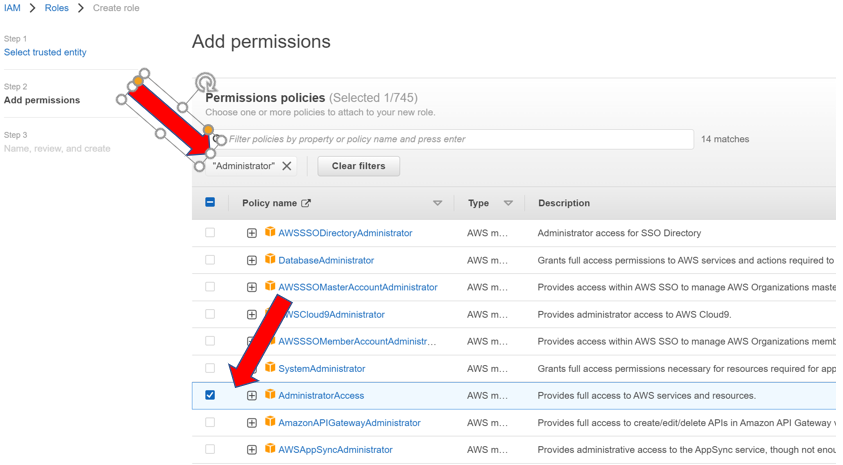 IAM > Roles > Create role
Step 1
Select trusted entity
Step 2
Add permissions
Step 3
Name, review, and create
Add permissions
Permissions policies (Selected 1/745)
Choose one or more policies to attach to your new role.
Filter policies by property or policy name and press enter
14 matches
"Administrator" ✕
Clear filters
Policy name Type Description
AWSSSODirectoryAdministrator AWS m... Administrator access for SSO Directory
DatabaseAdministrator AWS m... Grants full access permissions to AWS services and actions required to
AWSSSOMasterAccountAdministrator AWS m... Provides access within AWS SSO to manage AWS Organizations maste
WSCloud9Administrator AWS m... Provides administrator access to AWS Cloud9.
AWSSSOMemberAccountAdministr... AWS m... Provides access within AWS SSO to manage AWS Organizations memb
SystemAdministrator AWS m... Grants full access permissions necessary for resources required for app
AdministratorAccess AWS m... Provides full access to AWS services and resources.
AmazonAPIGatewayAdministrator AWS m... Provides full access to create/edit/delete APIs in Amazon API Gateway
AWSAppSyncAdministrator AWS m... Provides administrative access to the AppSync service, though not enou